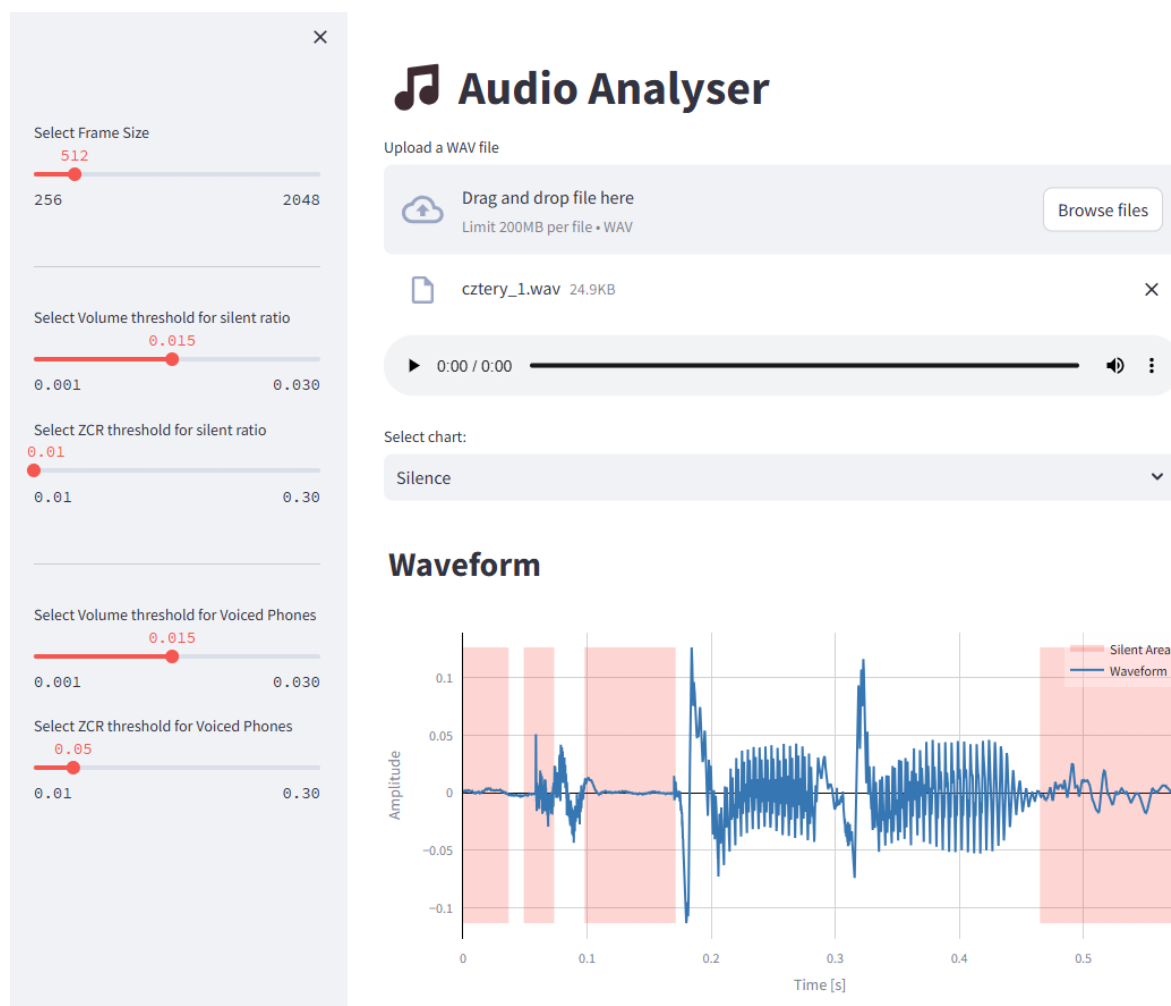 Select Frame Size
512
256 2048
Select Volume threshold for silent ratio
0.015
0.001 0.030
Select ZCR threshold for silent ratio
0.01
0.01 0.30
Select Volume threshold for Voiced Phones
0.015
0.001 0.030
Select ZCR threshold for Voiced Phones
0.05
0.01 0.30
Audio Analyser
Upload a WAV file
Drag and drop file here
Limit 200MB per file • WAV
Browse files
cztery_1.wav 24.9KB
0:00 / 0:00
Select chart:
Silence
Waveform
Silent Area
Waveform
Amplitude
0.1
0.05
0
−0.05
−0.1
0 0.1 0.2 0.3 0.4 0.5
Time [s]